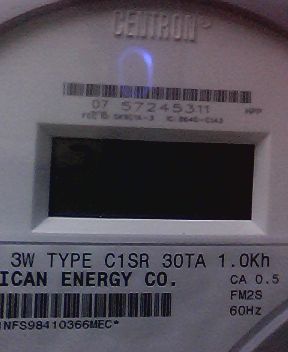 CENTRON
07 57245311
3W TYPE C1SR 30TA 1.0Kh
ICAN ENERGY CO.
CA 0.5
FM2S
60Hz
NFS98410366MEC*